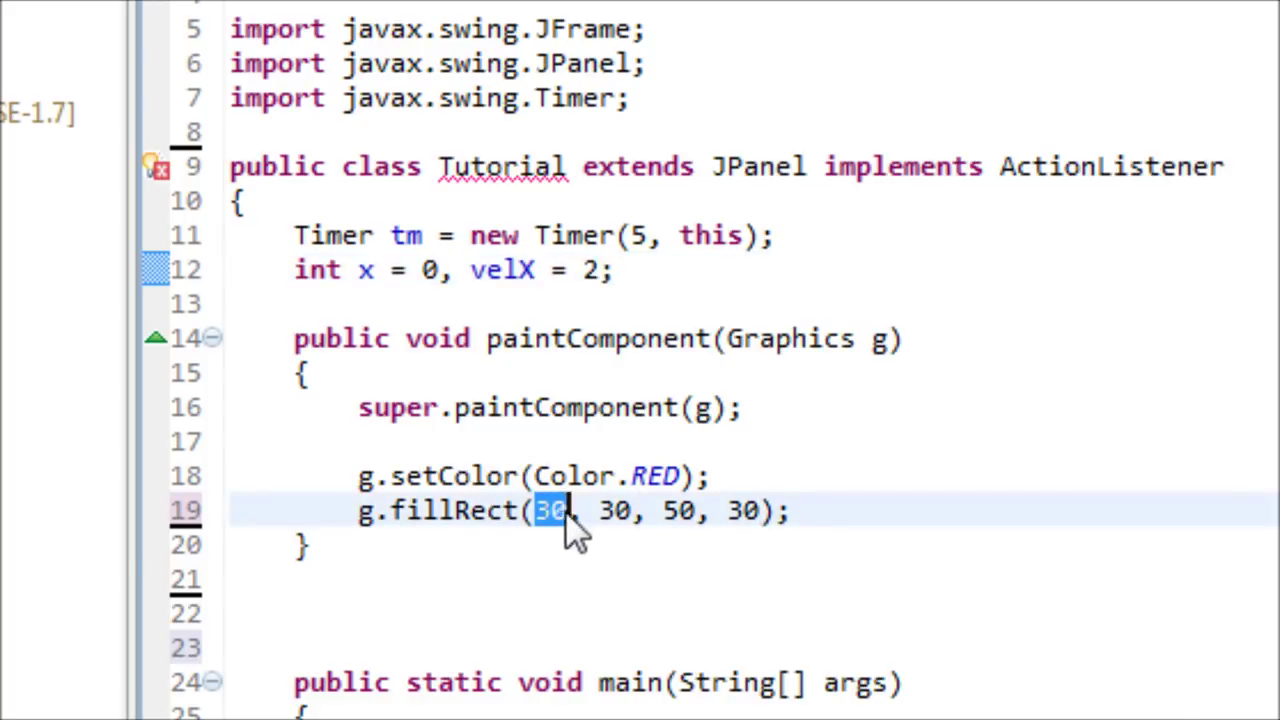 5 import javax.swing.JFrame;
6 import javax.swing.JPanel;
SE-1.7] 7 import javax.swing.Timer;
8
9 public class Tutorial extends JPanel implements ActionListener
10 {
11 Timer tm = new Timer(5, this);
12 int x = 0, velX = 2;
13
14 public void paintComponent(Graphics g)
15 {
16 super.paintComponent(g);
17
18 g.setColor(Color.RED);
19 g.fillRect(30, 30, 50, 30);
20 }
21
22
23
24 public static void main(String[] args)
25 {